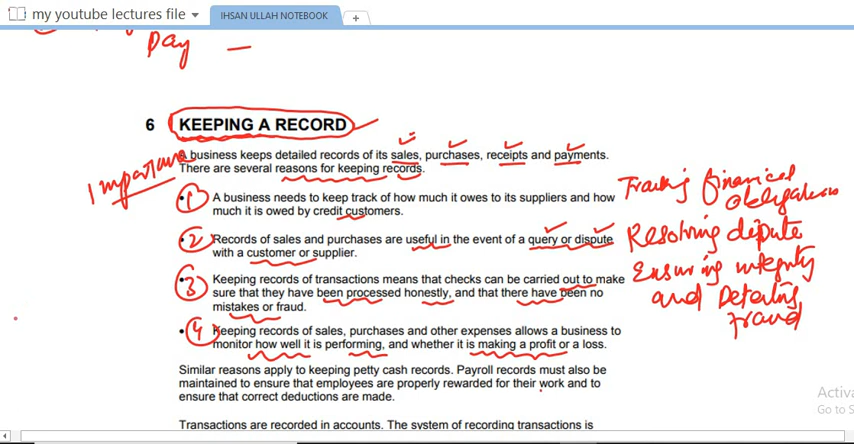 my youtube lectures file
IHSAN ULLAH NOTEBOOK
Pay —
6 KEEPING A RECORD
Importance
A business keeps detailed records of its sales, purchases, receipts and payments.
There are several reasons for keeping records.
1 A business needs to keep track of how much it owes to its suppliers and how
much it is owed by credit customers.
Tracking financial
obligations
2 Records of sales and purchases are useful in the event of a query or dispute
with a customer or supplier.
Resolving dispute
3 Keeping records of transactions means that checks can be carried out to make
sure that they have been processed honestly, and that there have been no
mistakes or fraud.
Ensuring integrity
and Detecting
fraud
4 Keeping records of sales, purchases and other expenses allows a business to
monitor how well it is performing, and whether it is making a profit or a loss.
Similar reasons apply to keeping petty cash records. Payroll records must also be
maintained to ensure that employees are properly rewarded for their work and to
ensure that correct deductions are made.
Activa
Go to S
Transactions are recorded in accounts. The system of recording transactions is